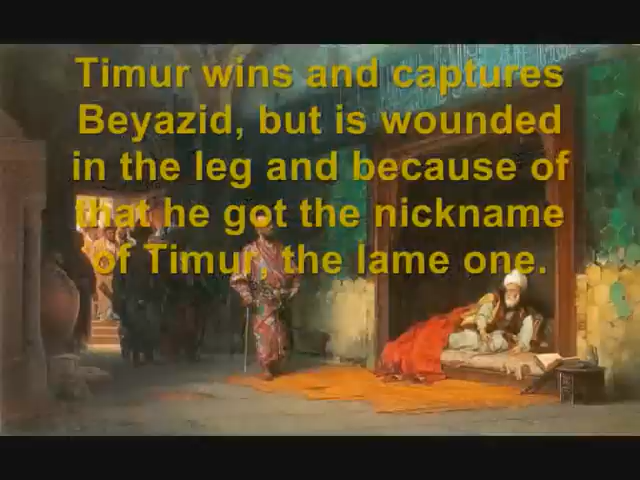 Timur wins and captures
Beyazid, but is wounded
in the leg and because of
that he got the nickname
of Timur, the lame one.